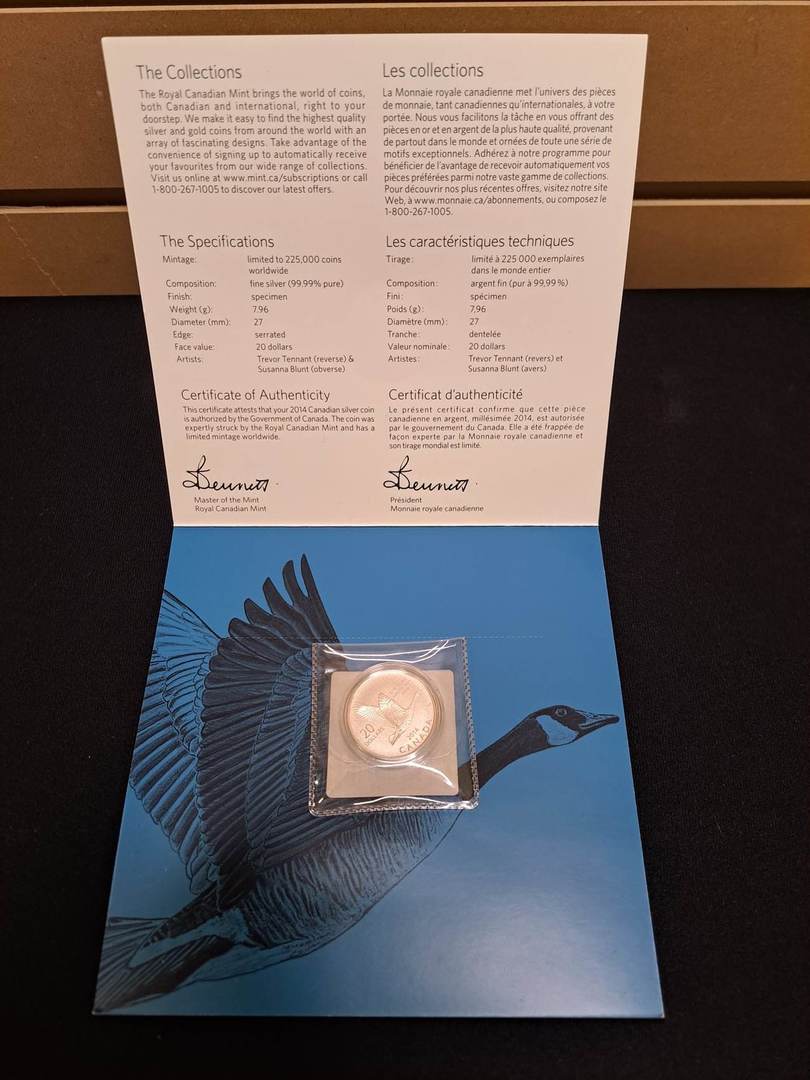 The Collections
The Royal Canadian Mint brings the world of coins,
both Canadian and international, right to your
doorstep. We make it easy to find the highest quality
silver and gold coins from around the world with an
array of fascinating designs. Take advantage of the
convenience of signing up to automatically receive
your favourites from our wide range of collections.
Visit us online at www.mint.ca/subscriptions or call
1-800-267-1005 to discover our latest offers.
Les collections
La Monnaie royale canadienne met l'univers des pièces
de monnaie, tant canadiennes qu'internationales, à votre
portée. Nous vous facilitons la tâche en vous offrant des
pièces en or et en argent de la plus haute qualité, provenant
de partout dans le monde et ornées de toute une série de
motifs exceptionnels. Adhérez à notre programme pour
bénéficier de l'avantage de recevoir automatiquement vos
pièces préférées parmi notre vaste gamme de collections.
Pour découvrir nos plus récentes offres, visitez notre site
Web, à www.monnaie.ca/abonnements, ou composez le
1-800-267-1005.
The Specifications
Mintage: limited to 225,000 coins
worldwide
Composition: fine silver (99.99% pure)
Finish: specimen
Weight (g): 7.96
Diameter (mm): 27
Edge: serrated
Face value: 20 dollars
Artists: Trevor Tennant (reverse) &
Susanna Blunt (obverse)
Les caractéristiques techniques
Tirage: limité à 225 000 exemplaires
dans le monde entier
Composition: argent fin (pur à 99,99 %)
Fini: spécimen
Poids (g): 7,96
Diamètre (mm): 27
Tranche: dentelée
Valeur nominale: 20 dollars
Artistes: Trevor Tennant (revers) et
Susanna Blunt (avers)
Certificate of Authenticity
This certificate attests that your 2014 Canadian silver coin
is authorized by the Government of Canada. The coin was
expertly struck by the Royal Canadian Mint and has a
limited mintage worldwide.
Master of the Mint
Royal Canadian Mint
Certificat d'authenticité
Le présent certificat confirme que cette pièce
canadienne en argent, millésimée 2014, est autorisée
par le gouvernement du Canada. Elle a été frappée de
façon experte par la Monnaie royale canadienne et
son tirage mondial est limité.
Président
Monnaie royale canadienne
20
DOLLARS
2014
CANADA